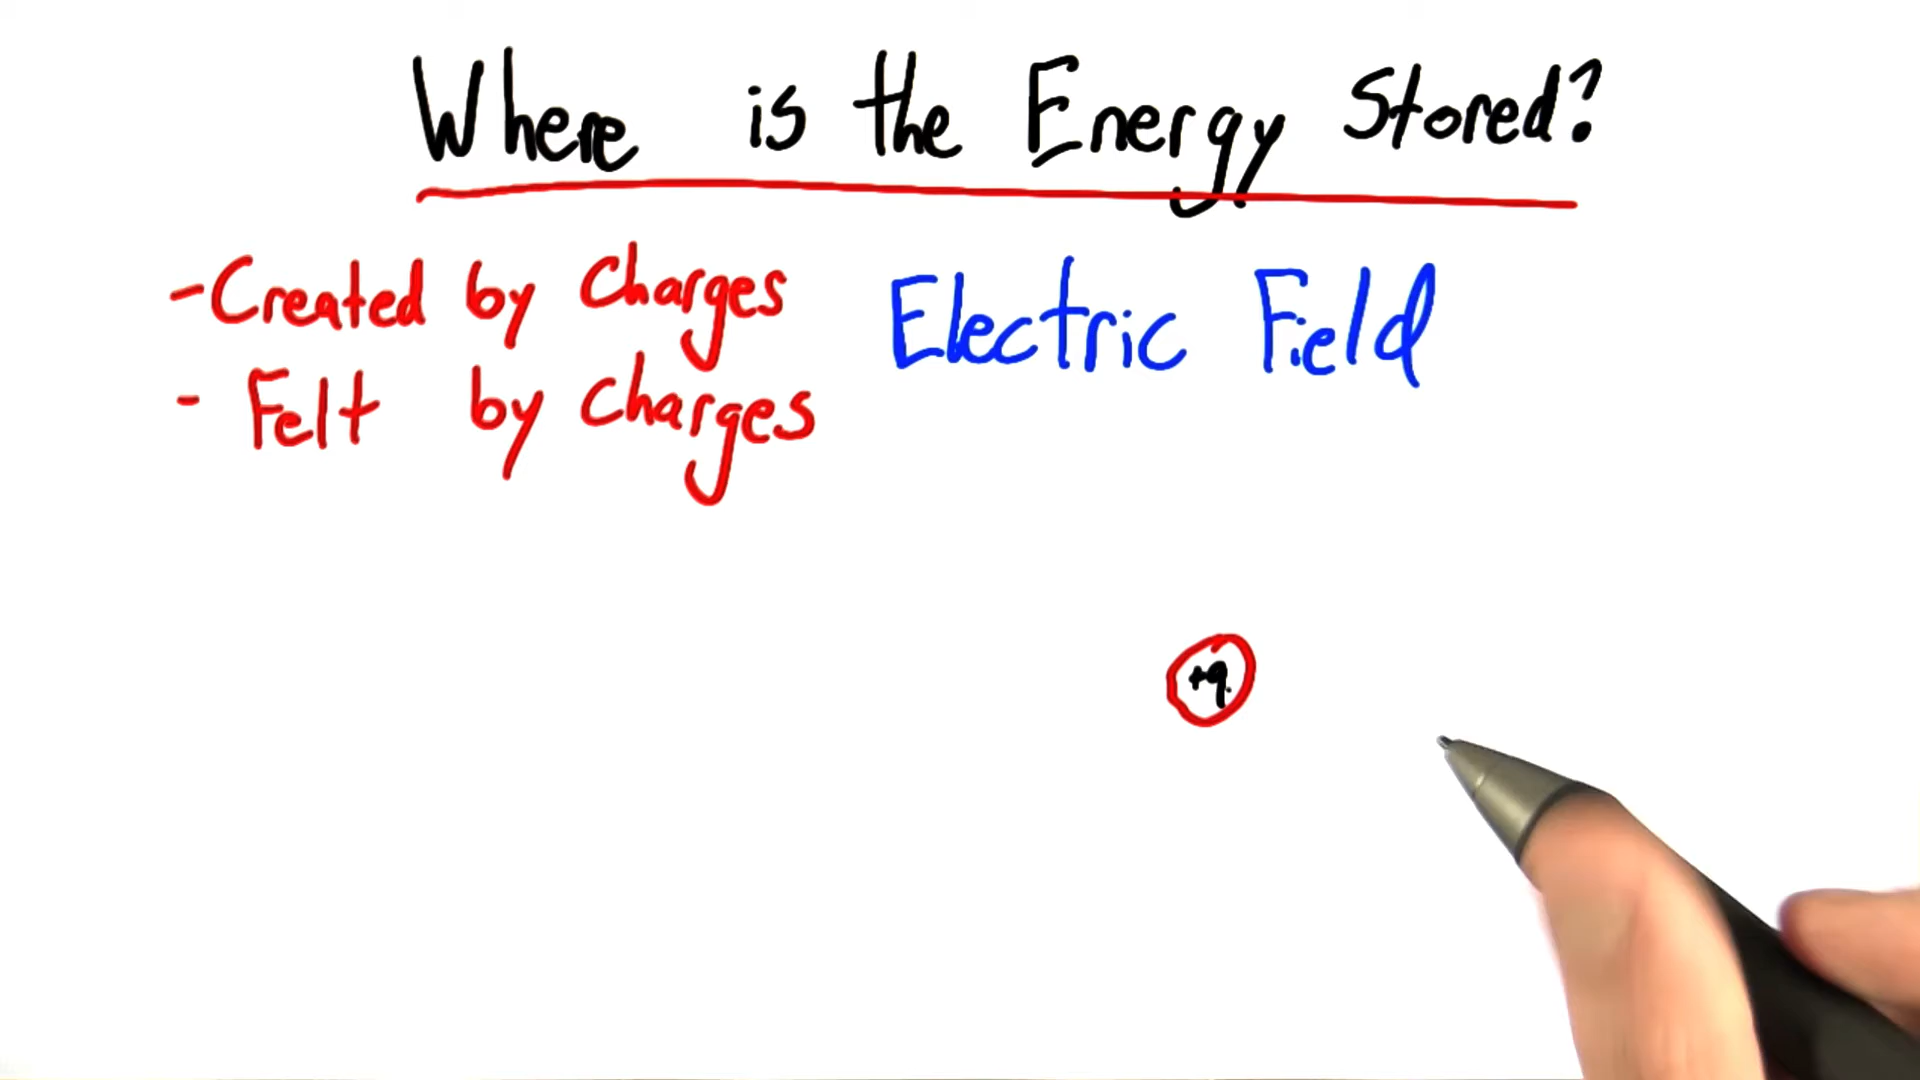 Where is the Energy Stored?
-Created by Charges
- Felt by Charges
Electric Field
+q